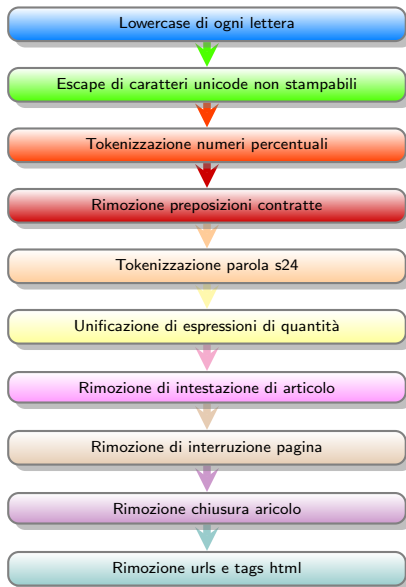 Lowercase di ogni lettera
Escape di caratteri unicode non stampabili
Tokenizzazione numeri percentuali
Rimozione preposizioni contratte
Tokenizzazione parola s24
Unificazione di espressioni di quantità
Rimozione di intestazione di articolo
Rimozione di interruzione pagina
Rimozione chiusura aricolo
Rimozione urls e tags html